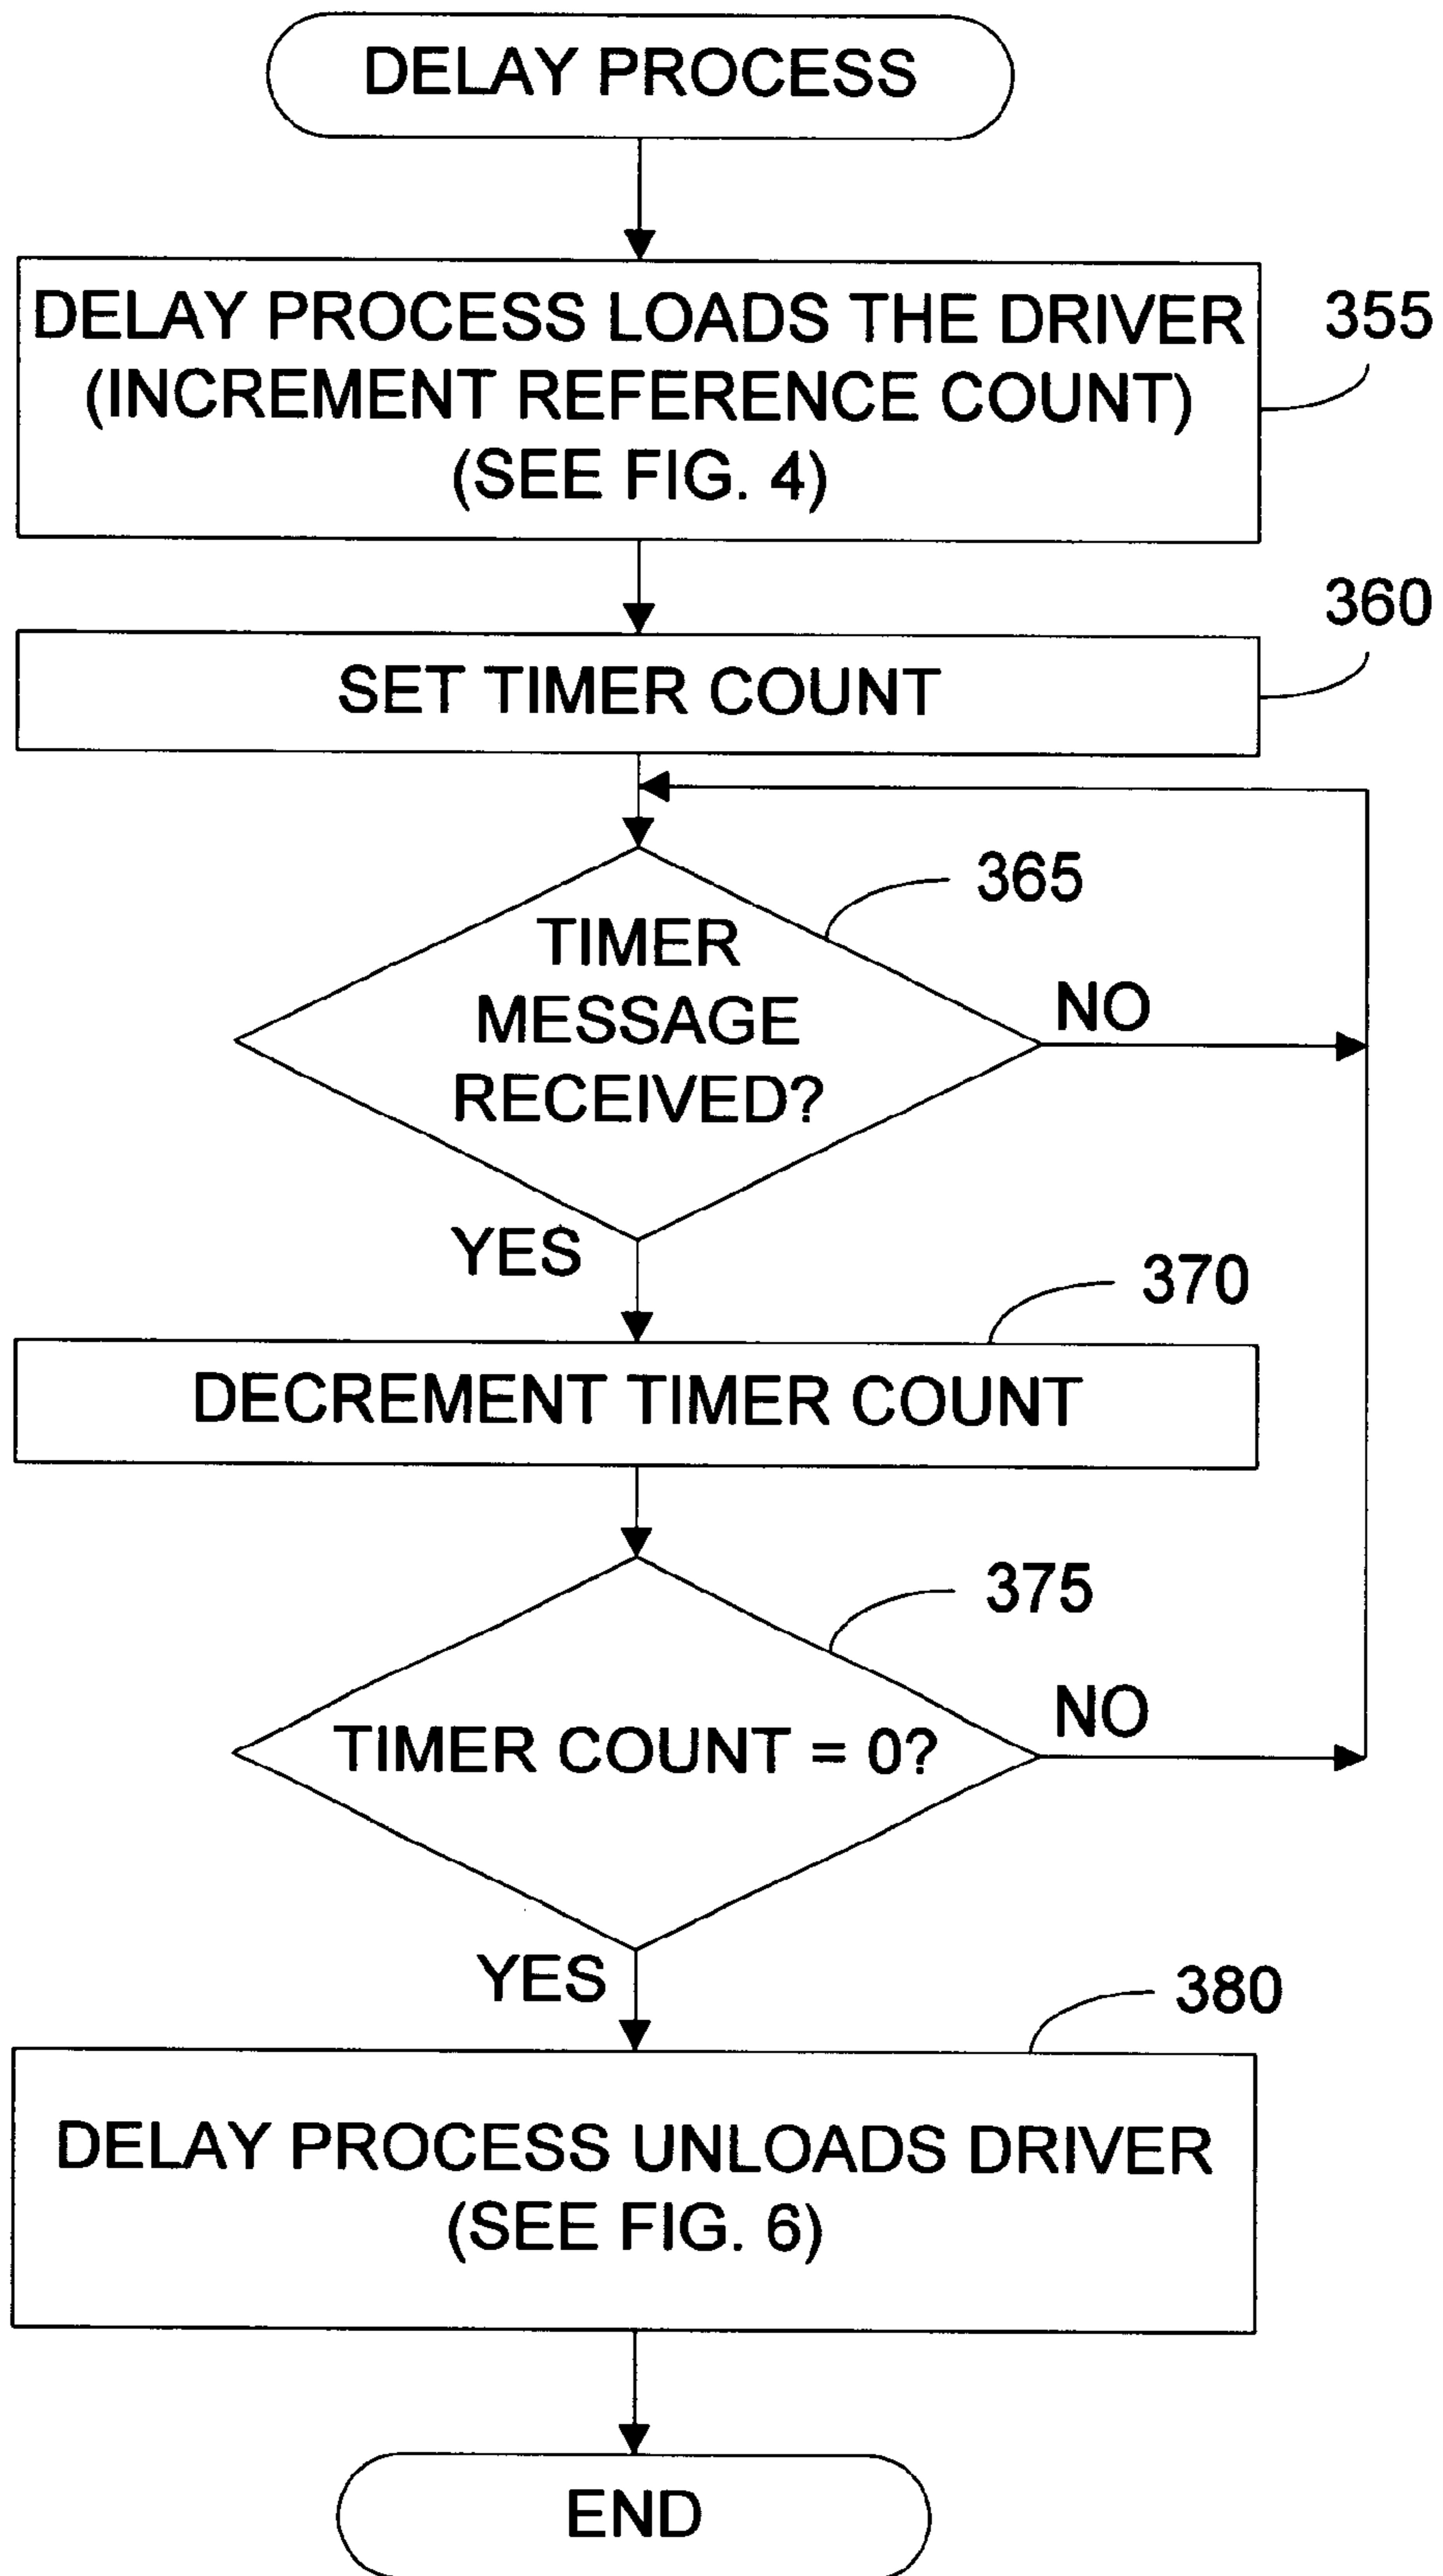 DELAY PROCESS
DELAY PROCESS LOADS THE DRIVER
(INCREMENT REFERENCE COUNT)
(SEE FIG. 4)
355
SET TIMER COUNT
360
TIMER
MESSAGE
RECEIVED?
365
NO
YES
DECREMENT TIMER COUNT
370
TIMER COUNT = 0?
375
NO
YES
DELAY PROCESS UNLOADS DRIVER
(SEE FIG. 6)
380
END